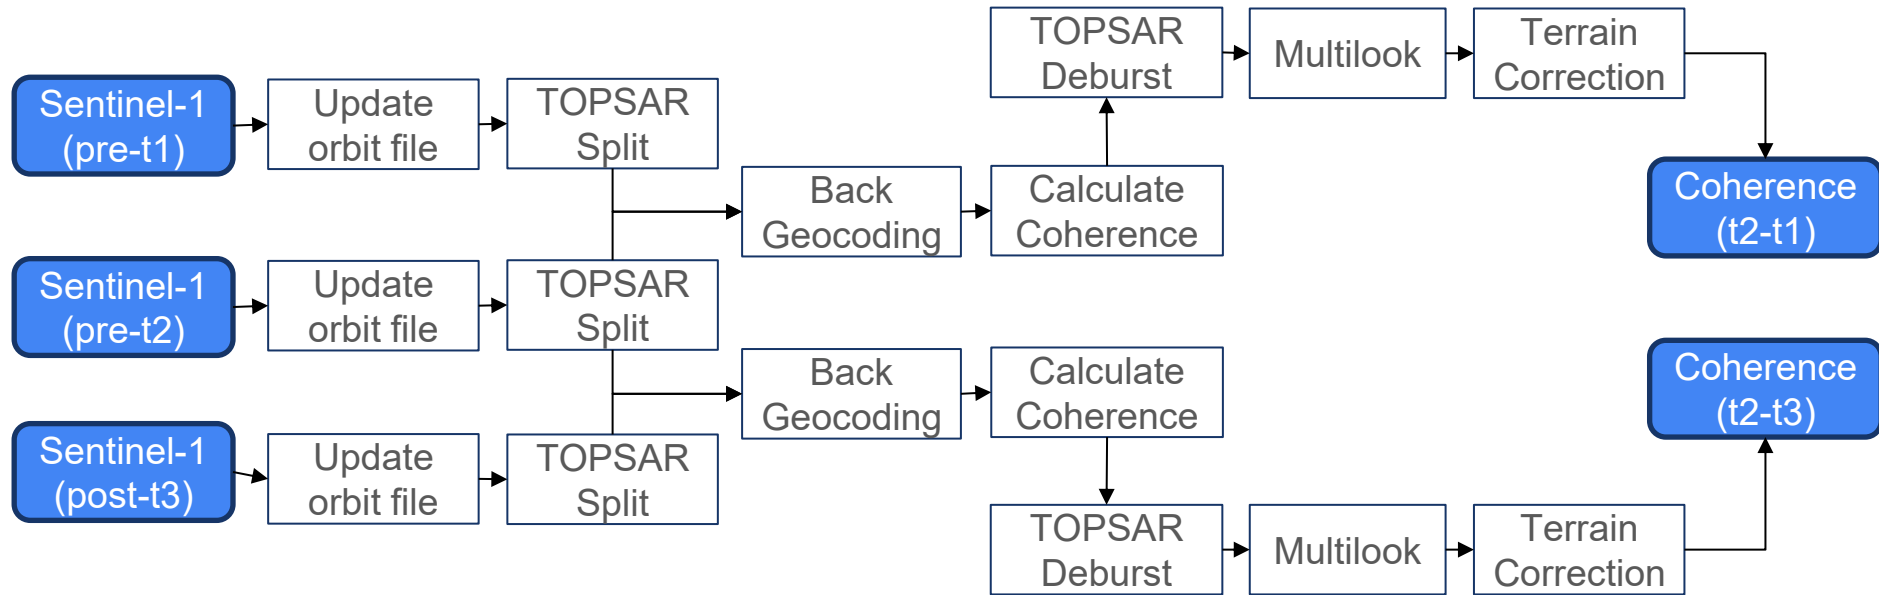 TOPSAR
Deburst
Multilook
Terrain
Correction
Sentinel-1
(pre-t1)
Update
orbit file
TOPSAR
Split
Back
Geocoding
Calculate
Coherence
Coherence
(t2-t1)
Sentinel-1
(pre-t2)
Update
orbit file
TOPSAR
Split
Back
Geocoding
Calculate
Coherence
Coherence
(t2-t3)
Sentinel-1
(post-t3)
Update
orbit file
TOPSAR
Split
TOPSAR
Deburst
Multilook
Terrain
Correction